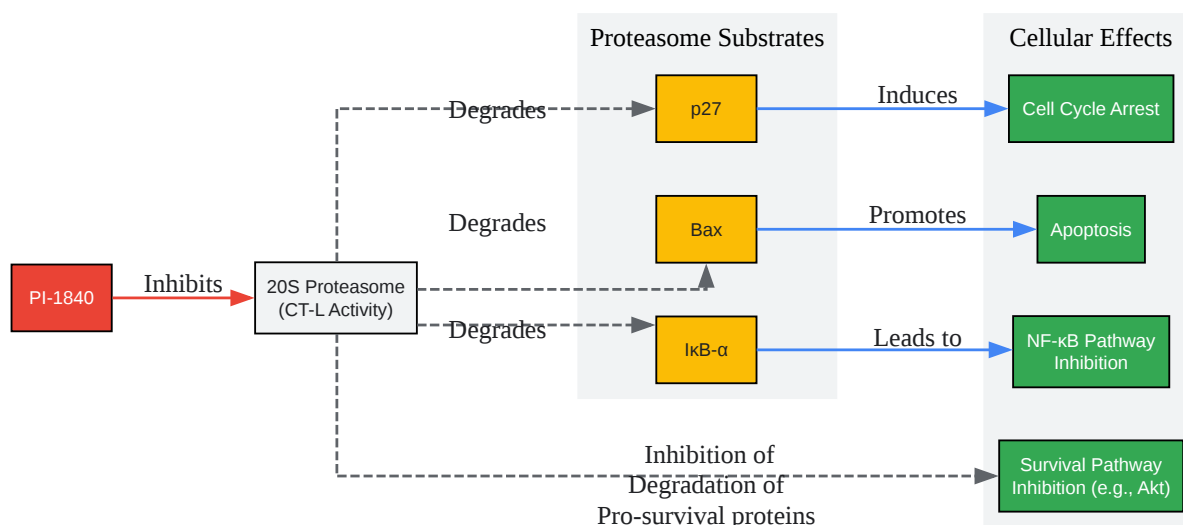 Proteasome Substrates
Cellular Effects
Degrades
p27
Induces
Cell Cycle Arrest
Degrades
Bax
Promotes
Apoptosis
PI-1840
Inhibits
20S Proteasome
(CT-L Activity)
Degrades
IκB-α
Leads to
NF-κB Pathway
Inhibition
Inhibition of
Degradation of
Pro-survival proteins
Survival Pathway
Inhibition (e.g., Akt)